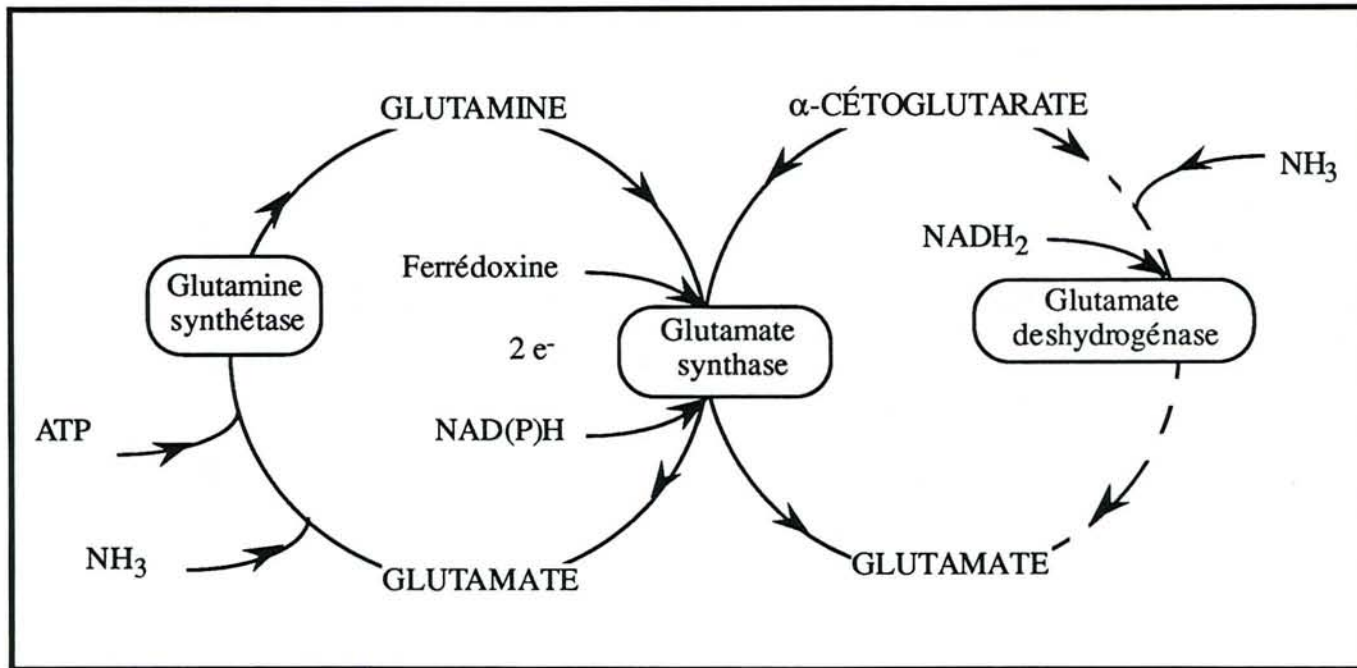 GLUTAMINE
α-CÉTOGLUTARATE
NH3
NADH2
Ferrédoxine
Glutamine
synthétase
Glutamate
deshydrogénase
Glutamate
synthase
2 e-
NAD(P)H
ATP
NH3
GLUTAMATE
GLUTAMATE